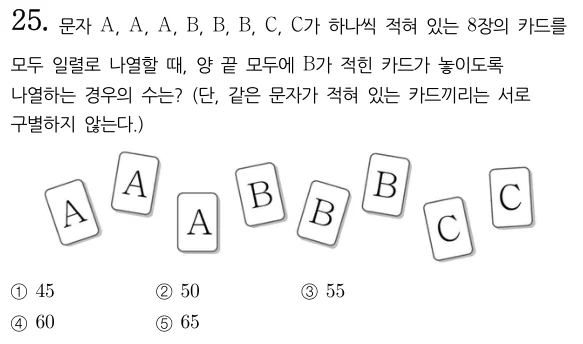 25. 문자 A, A, A, B, B, B, C, C가 하나씩 적혀 있는 8장의 카드를
모두 일렬로 나열할 때, 양 끝 모두에 B가 적힌 카드가 놓이도록
나열하는 경우의 수는? (단, 같은 문자가 적혀 있는 카드끼리는 서로
구별하지 않는다.)
A A A B B B C C
① 45 ② 50 ③ 55
④ 60 ⑤ 65